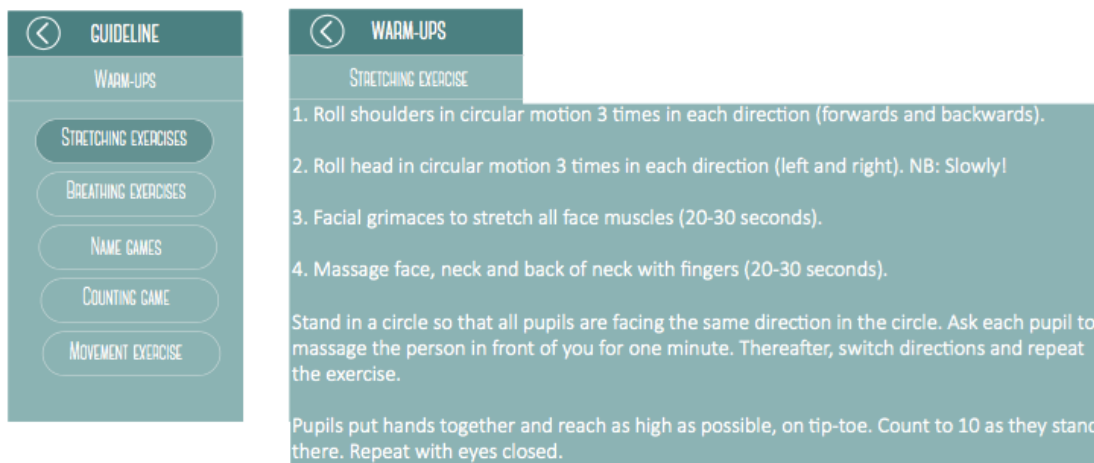 GUIDELINE
WARM-UPS
STRETCHING EXERCISES
BREATHING EXERCISES
NAME GAMES
COUNTING GAME
MOVEMENT EXERCISE
WARM-UPS
STRETCHING EXERCISE
1. Roll shoulders in circular motion 3 times in each direction (forwards and backwards).
2. Roll head in circular motion 3 times in each direction (left and right). NB: Slowly!
3. Facial grimaces to stretch all face muscles (20-30 seconds).
4. Massage face, neck and back of neck with fingers (20-30 seconds).
Stand in a circle so that all pupils are facing the same direction in the circle. Ask each pupil to
massage the person in front of you for one minute. Thereafter, switch directions and repeat
the exercise.
Pupils put hands together and reach as high as possible, on tip-toe. Count to 10 as they stand
there. Repeat with eyes closed.